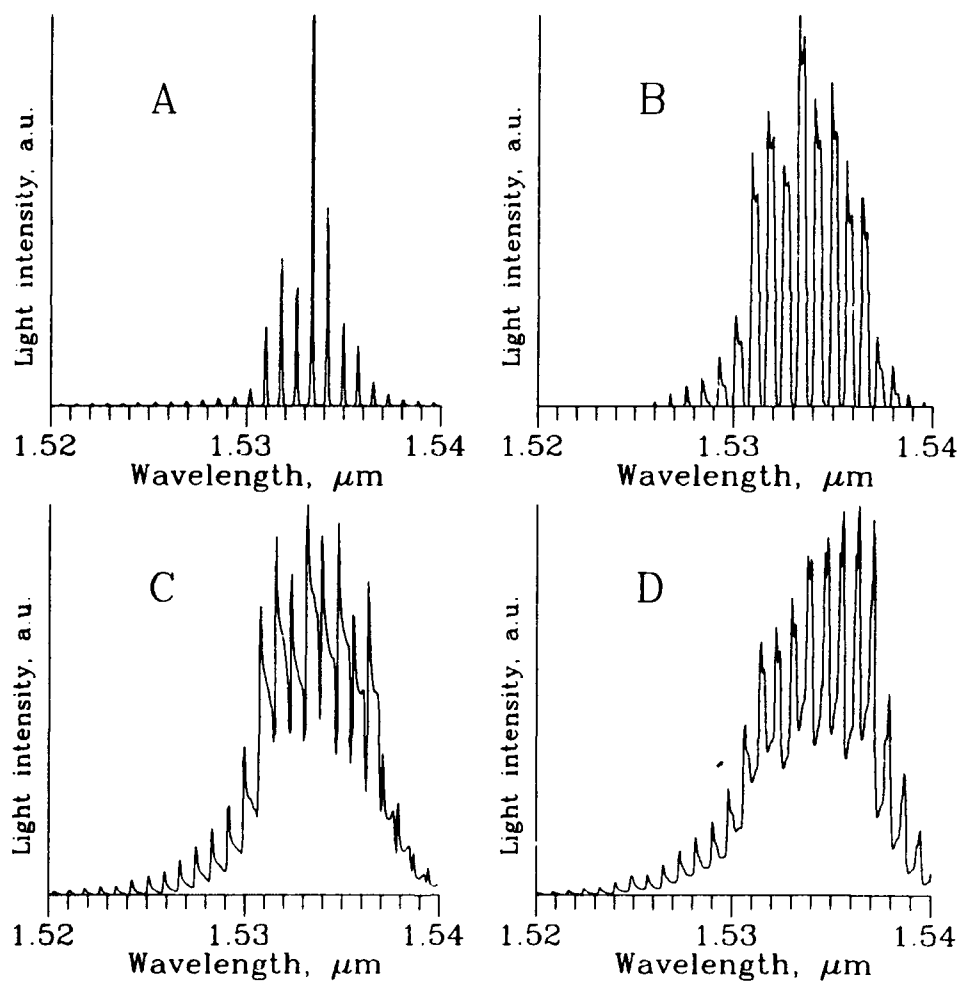 A
Light intensity, a.u.
1.52 1.53 1.54
Wavelength, μm
B
Light intensity, a.u.
1.52 1.53 1.54
Wavelength, μm
C
Light intensity, a.u.
1.52 1.53 1.54
Wavelength, μm
D
Light intensity, a.u.
1.52 1.53 1.54
Wavelength, μm